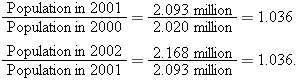 Population in 2001 / Population in 2000 = 2.093 million / 2.020 million = 1.036
Population in 2002 / Population in 2001 = 2.168 million / 2.093 million = 1.036.